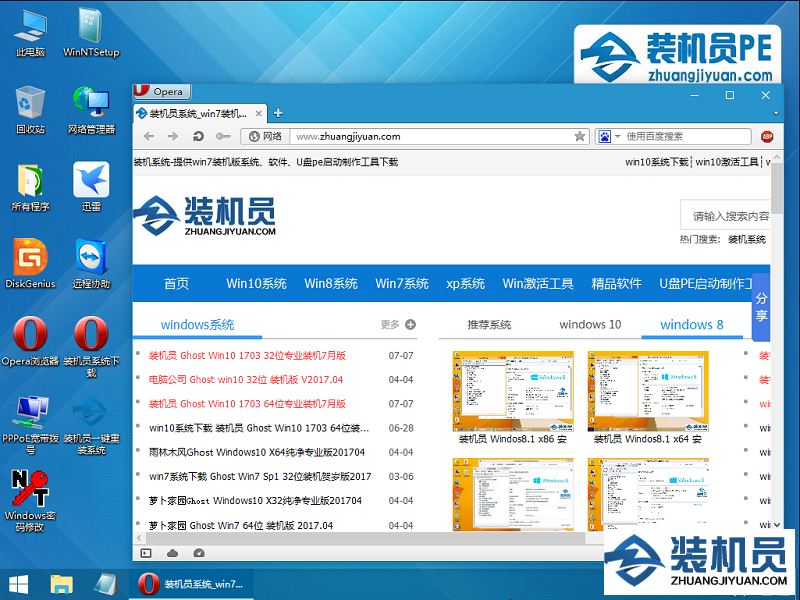 此电脑
WinNTSetup
回收站
网络管理器
所有程序
迅雷
DiskGenius
远程协助
Opera浏览器
装机员系统下载
PPPoE宽带拨号
装机员一键重装系统
NT
Windows密码修改
装机员PE
zhuangjiyuan.com
Opera
装机员系统_win7装机...
网络
www.zhuangjiyuan.com
使用百度搜索
ABP
装机系统-提供win7装机版系统、软件、U盘pe启动制作工具下载
win10系统下载 | win10激活工具 | w
装机员
ZHUANGJIYUAN.COM
请输入搜索内容
热门搜索: 装机系统
首页 Win10系统 Win8系统 Win7系统 xp系统 Win激活工具 精品软件 U盘PE启动制作工
分享
windows系统
更多
装机员 Ghost Win10 1703 32位专业装机7月版 07-07
电脑公司 Ghost win10 32位 装机版 V2017.04 04-04
装机员 Ghost Win10 1703 64位专业装机7月版 07-07
win10系统下载 装机员 Ghost Win10 1703 64位装... 06-28
雨林木风Ghost Windows10 X64纯净专业版201704 04-04
win7系统下载 Ghost Win7 Sp1 32位装机贺岁版2017 03-06
萝卜家园Ghost Windows10 X32纯净专业版201704 04-04
萝卜家园 Ghost Win7 64位 装机版 2017.04 04-04
推荐系统 windows 10 windows 8
装机员 Windos8.1 x86 安
装机员 Windos8.1 x64 安
装
装
wi
wi
wi
wi
wi
wi
装机员系统_win7...
装机员
ZHUANGJIYUAN.COM